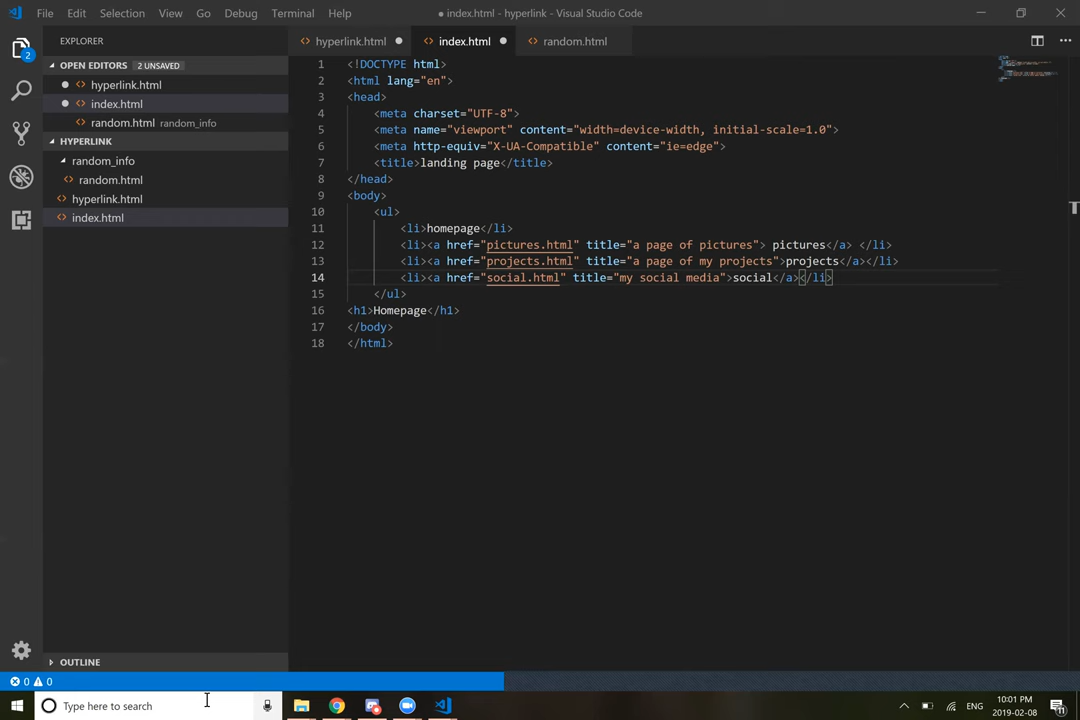 File Edit Selection View Go Debug Terminal Help
● index.html - hyperlink - Visual Studio Code
2
EXPLORER
OPEN EDITORS 2 UNSAVED
hyperlink.html
index.html
random.html random_info
HYPERLINK
random_info
random.html
hyperlink.html
index.html
OUTLINE
hyperlink.html index.html random.html
1 <!DOCTYPE html>
2 <html lang="en">
3 <head>
4 <meta charset="UTF-8">
5 <meta name="viewport" content="width=device-width, initial-scale=1.0">
6 <meta http-equiv="X-UA-Compatible" content="ie=edge">
7 <title>landing page</title>
8 </head>
9 <body>
10 <ul>
11 <li>homepage</li>
12 <li><a href="pictures.html" title="a page of pictures"> pictures</a> </li>
13 <li><a href="projects.html" title="a page of my projects">projects</a></li>
14 <li><a href="social.html" title="my social media">social</a></li>
15 </ul>
16 <h1>Homepage</h1>
17 </body>
18 </html>
0 0
Type here to search
ENG
10:01 PM
2019-02-08
11